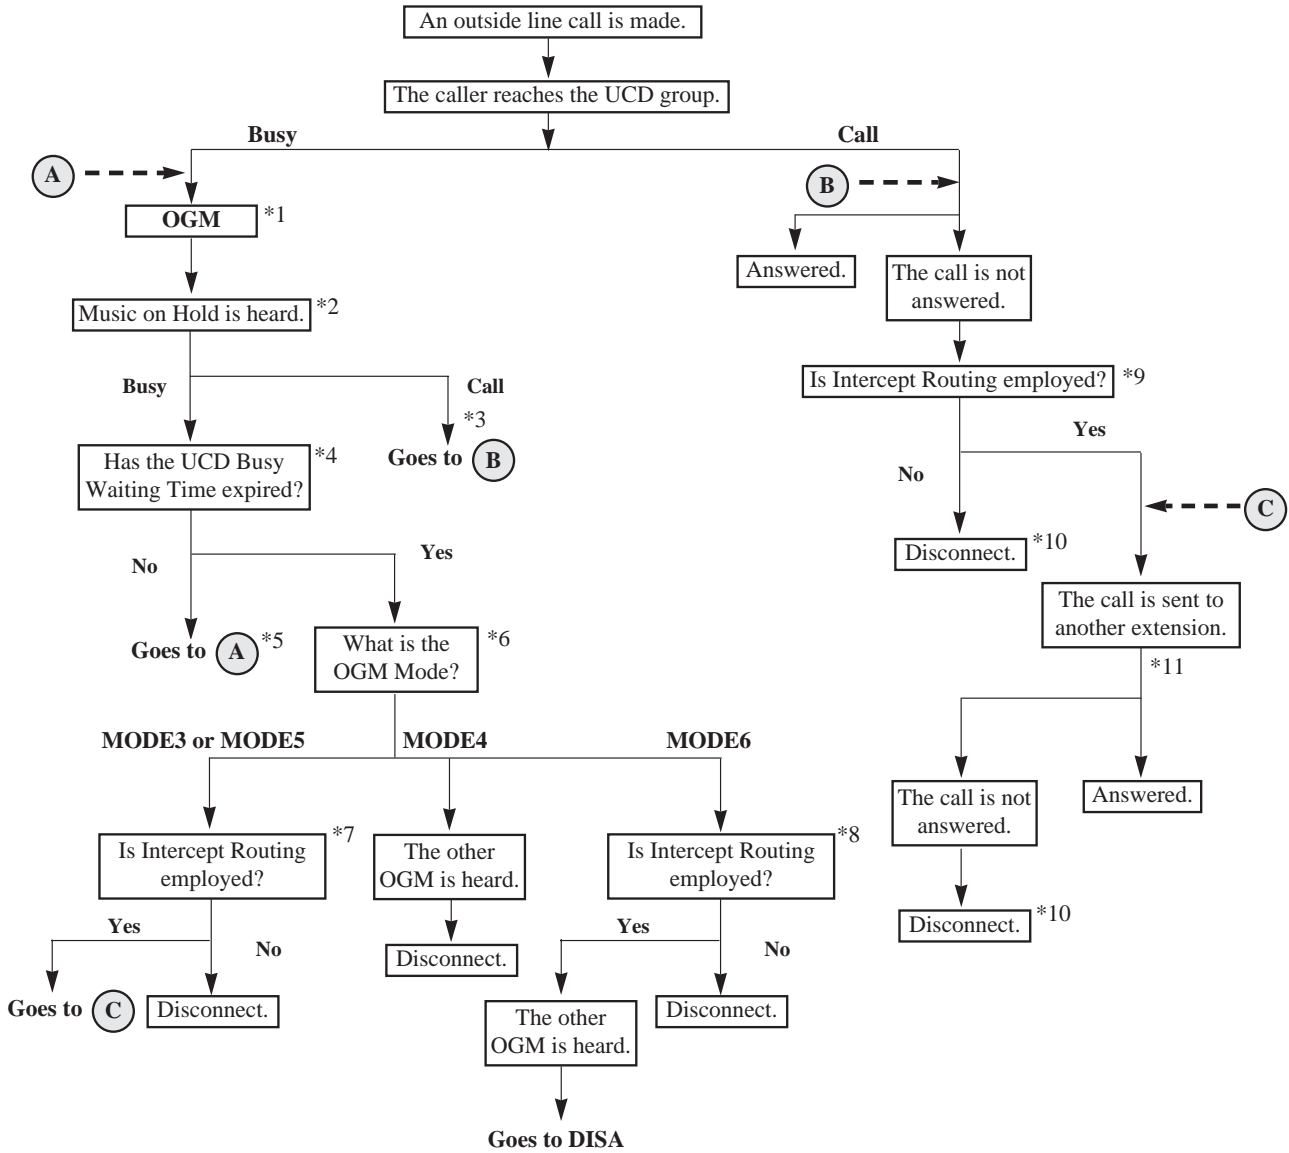 An outside line call is made.
The caller reaches the UCD group.
Busy
Call
A
B
OGM
*1
Answered.
The call is not
answered.
Music on Hold is heard.
*2
Is Intercept Routing employed?
*9
Busy
Call
*3
Goes to B
Yes
No
Has the UCD Busy
Waiting Time expired?
*4
C
Disconnect.
*10
No
Yes
The call is sent to
another extension.
*11
Goes to A
*5
What is the
OGM Mode?
*6
MODE3 or MODE5
MODE4
MODE6
The call is not
answered.
Answered.
Is Intercept Routing
employed?
*7
The other
OGM is heard.
Is Intercept Routing
employed?
*8
Disconnect.
*10
Yes
No
Disconnect.
Yes
No
Goes to C
Disconnect.
The other
OGM is heard.
Disconnect.
Goes to DISA